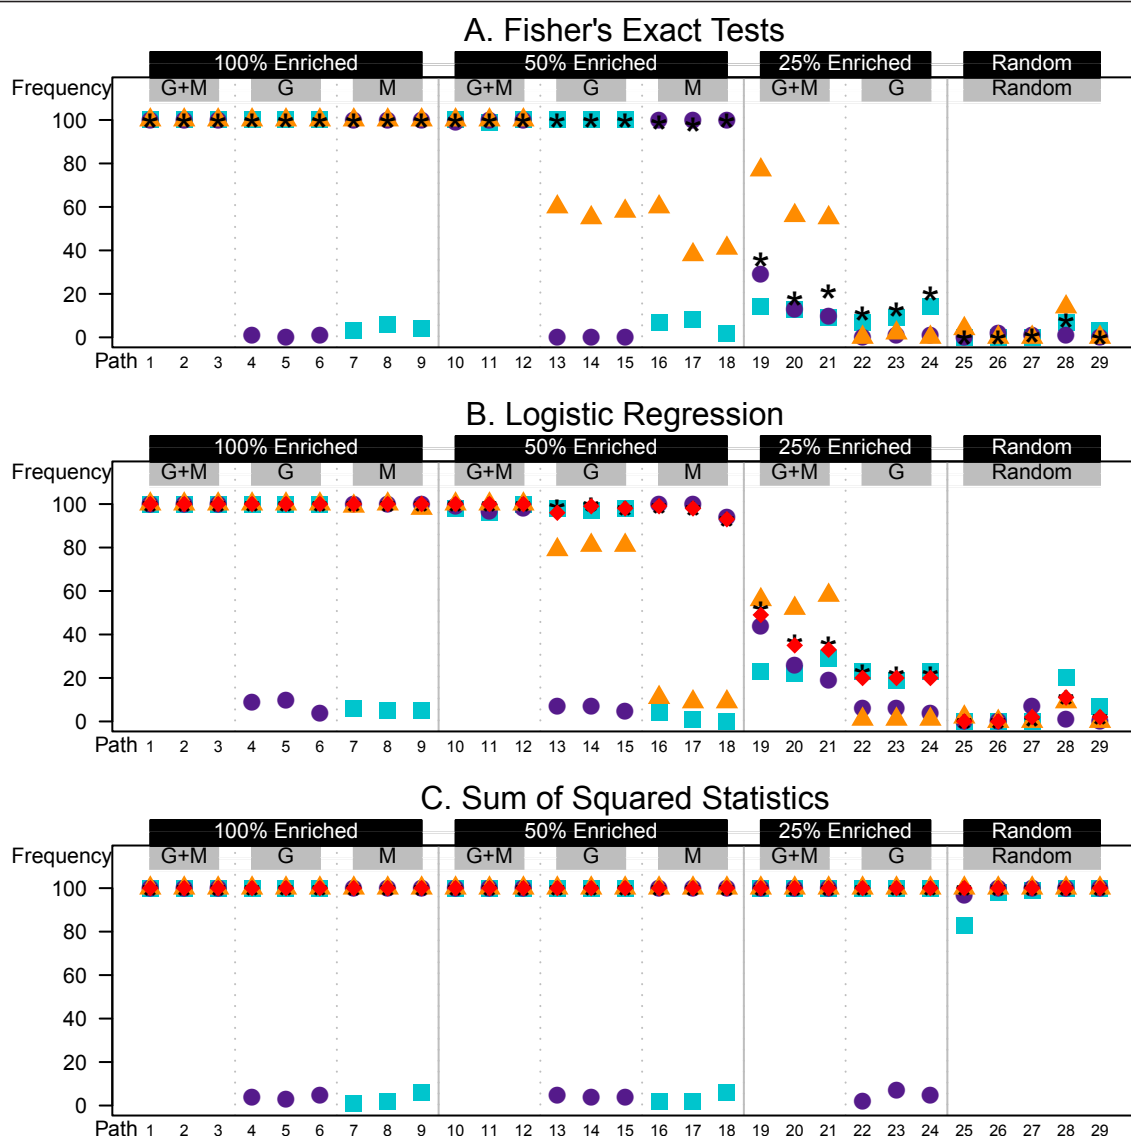 A. Fisher's Exact Tests
100% Enriched 50% Enriched 25% Enriched Random
Frequency G+M G M G+M G M G+M G Random
100
80
60
40
20
0
Path 1 2 3 4 5 6 7 8 9 10 11 12 13 14 15 16 17 18 19 20 21 22 23 24 25 26 27 28 29
B. Logistic Regression
100% Enriched 50% Enriched 25% Enriched Random
Frequency G+M G M G+M G M G+M G Random
100
80
60
40
20
0
Path 1 2 3 4 5 6 7 8 9 10 11 12 13 14 15 16 17 18 19 20 21 22 23 24 25 26 27 28 29
C. Sum of Squared Statistics
100% Enriched 50% Enriched 25% Enriched Random
Frequency G+M G M G+M G M G+M G Random
100
80
60
40
20
0
Path 1 2 3 4 5 6 7 8 9 10 11 12 13 14 15 16 17 18 19 20 21 22 23 24 25 26 27 28 29